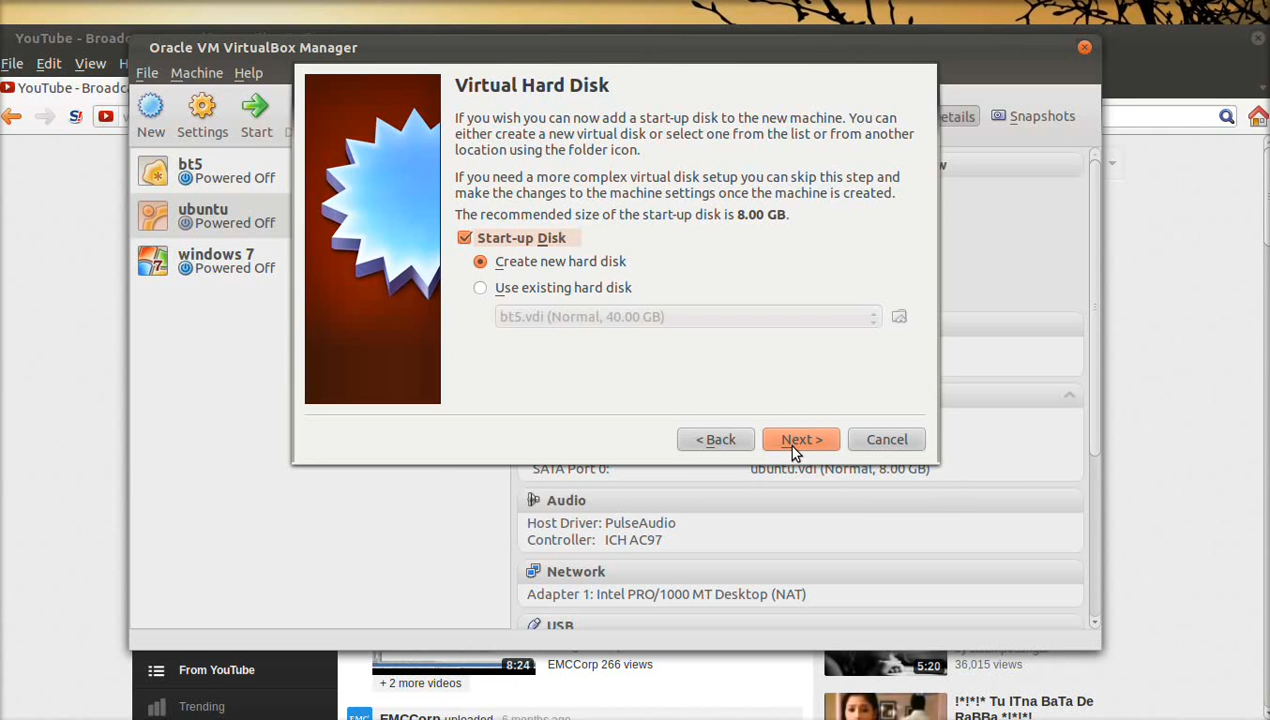 YouTube - Broadc
Oracle VM VirtualBox Manager
File Edit View H
File Machine Help
YouTube - Broadca
New Settings Start
etails Snapshots
bt5
Powered Off
ubuntu
Powered Off
windows 7
Powered Off
Virtual Hard Disk
If you wish you can now add a start-up disk to the new machine. You can
either create a new virtual disk or select one from the list or from another
location using the folder icon.
If you need a more complex virtual disk setup you can skip this step and
make the changes to the machine settings once the machine is created.
The recommended size of the start-up disk is 8.00 GB.
Start-up Disk
Create new hard disk
Use existing hard disk
bt5.vdi (Normal, 40.00 GB)
< Back Next > Cancel
SATA Port 0: ubuntu.vdi (Normal, 8.00 GB)
Audio
Host Driver: PulseAudio
Controller: ICH AC97
Network
Adapter 1: Intel PRO/1000 MT Desktop (NAT)
USB
From YouTube
Trending
8:24
EMCCorp 266 views
+ 2 more videos
EMCCorp uploaded 6 months ago
5:20
36,015 views
!*!*!* Tu ITna BaTa De
RaBBa *!*!*!